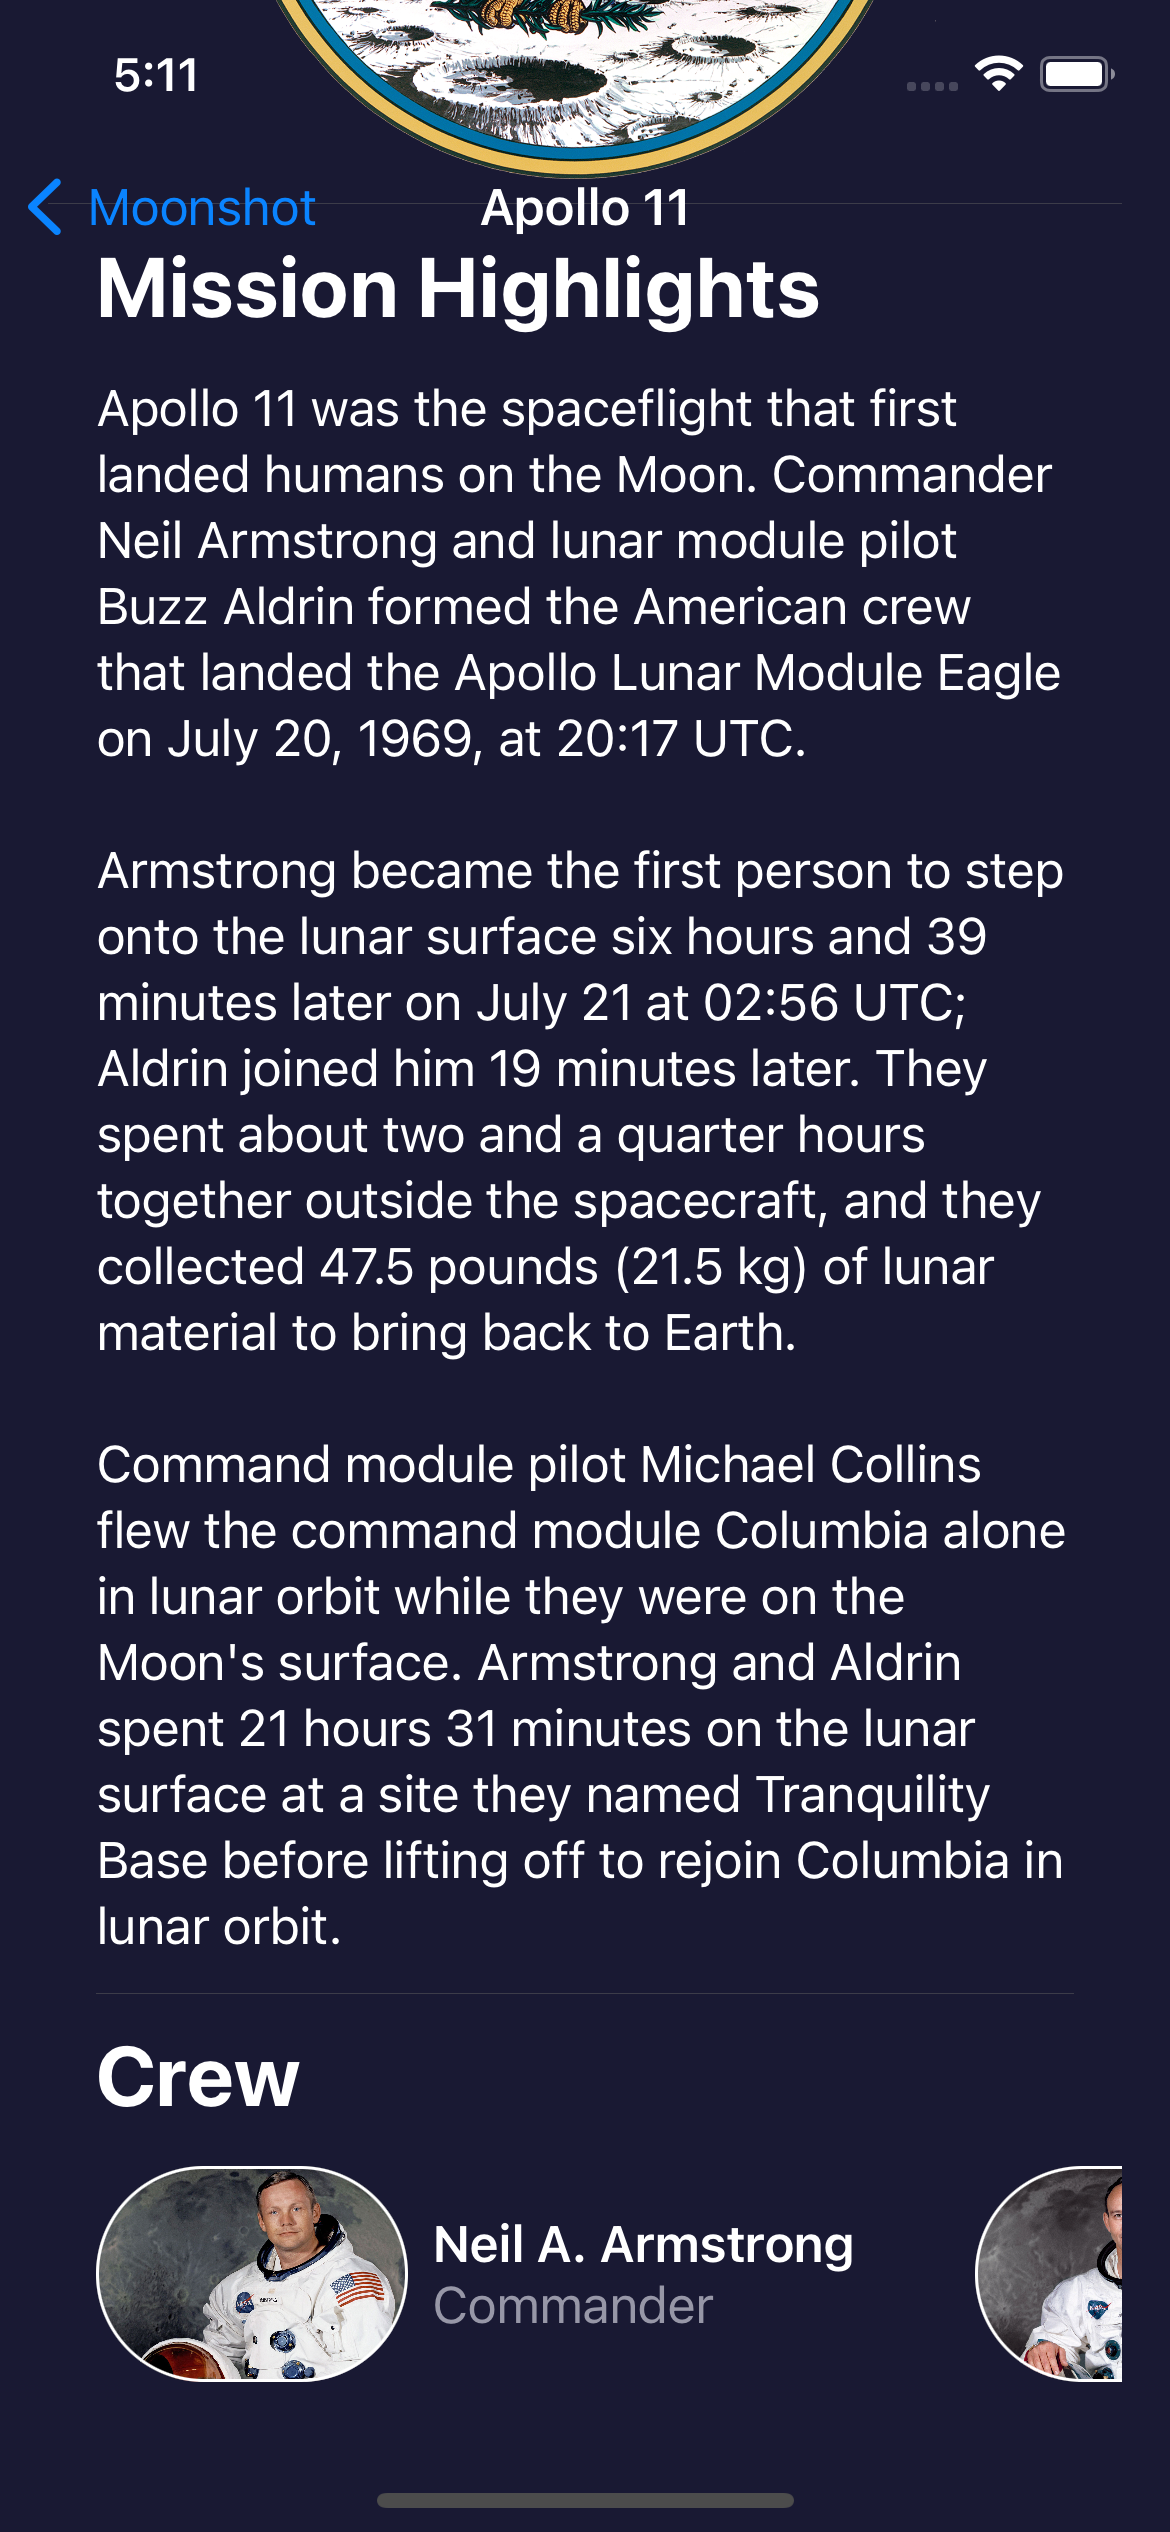 5:11
Moonshot
Apollo 11
Mission Highlights
Apollo 11 was the spaceflight that first
landed humans on the Moon. Commander
Neil Armstrong and lunar module pilot
Buzz Aldrin formed the American crew
that landed the Apollo Lunar Module Eagle
on July 20, 1969, at 20:17 UTC.
Armstrong became the first person to step
onto the lunar surface six hours and 39
minutes later on July 21 at 02:56 UTC;
Aldrin joined him 19 minutes later. They
spent about two and a quarter hours
together outside the spacecraft, and they
collected 47.5 pounds (21.5 kg) of lunar
material to bring back to Earth.
Command module pilot Michael Collins
flew the command module Columbia alone
in lunar orbit while they were on the
Moon's surface. Armstrong and Aldrin
spent 21 hours 31 minutes on the lunar
surface at a site they named Tranquility
Base before lifting off to rejoin Columbia in
lunar orbit.
Crew
Neil A. Armstrong
Commander